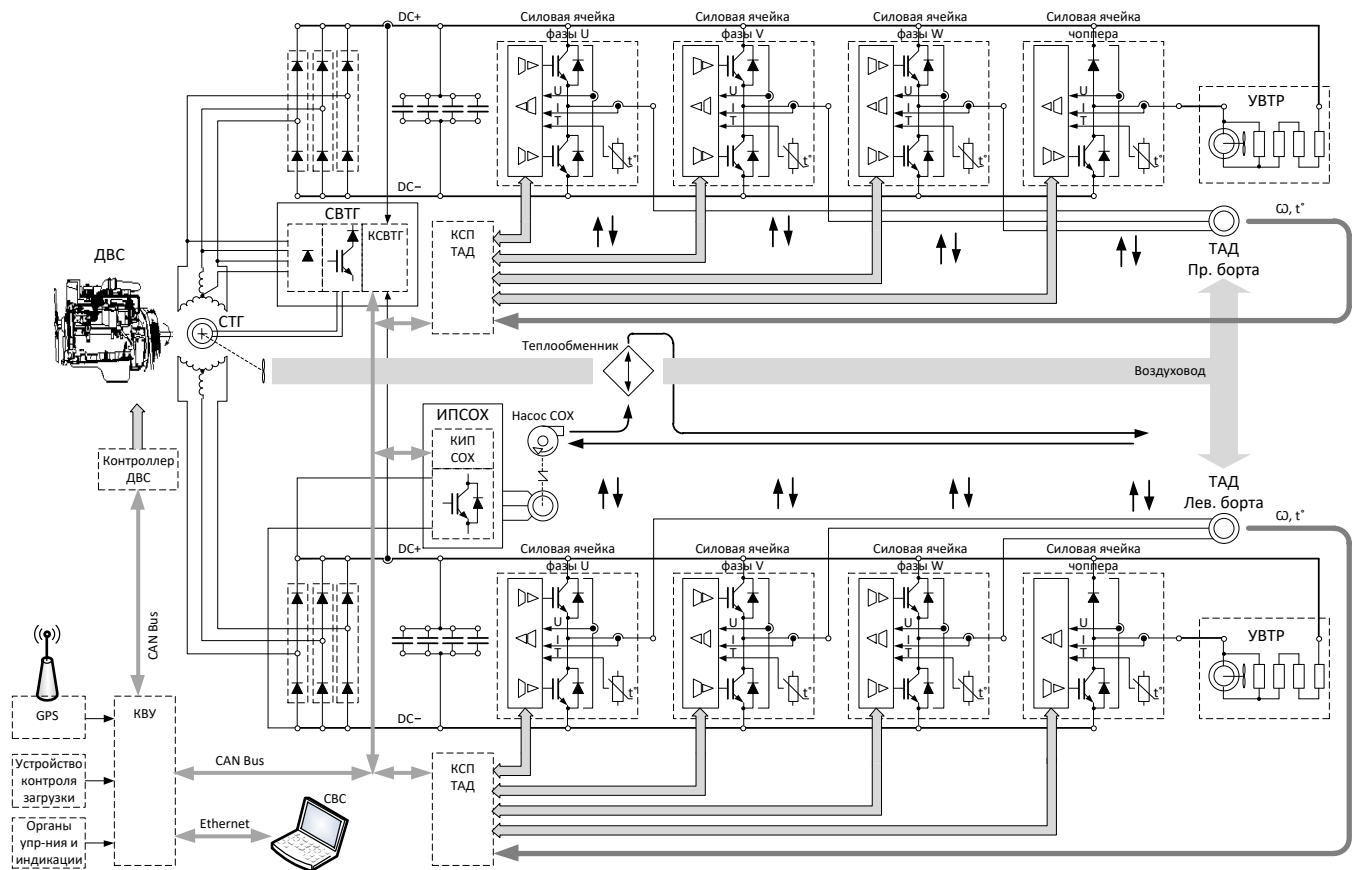 DC+
Силовая ячейка
фазы U
Силовая ячейка
фазы V
Силовая ячейка
фазы W
Силовая ячейка
чоппера
U
I
T
t°
U
I
T
t°
U
I
T
t°
U
I
T
t°
УВТР
DC−
СВТГ
КСВТГ
КСП
ТАД
ω, t°
ТАД
Пр. борта
ДВС
СТГ
Теплообменник
Воздуховод
ИПСОХ
КИП
СОХ
Насос СОХ
Контроллер
ДВС
ТАД
Лев. борта
ω, t°
DC+
Силовая ячейка
фазы U
Силовая ячейка
фазы V
Силовая ячейка
фазы W
Силовая ячейка
чоппера
U
I
T
t°
U
I
T
t°
U
I
T
t°
U
I
T
t°
УВТР
DC−
CAN Bus
GPS
КВУ
Устройство
контроля
загрузки
CAN Bus
КСП
ТАД
СВС
Ethernet
Органы
упр-ния и
индикации